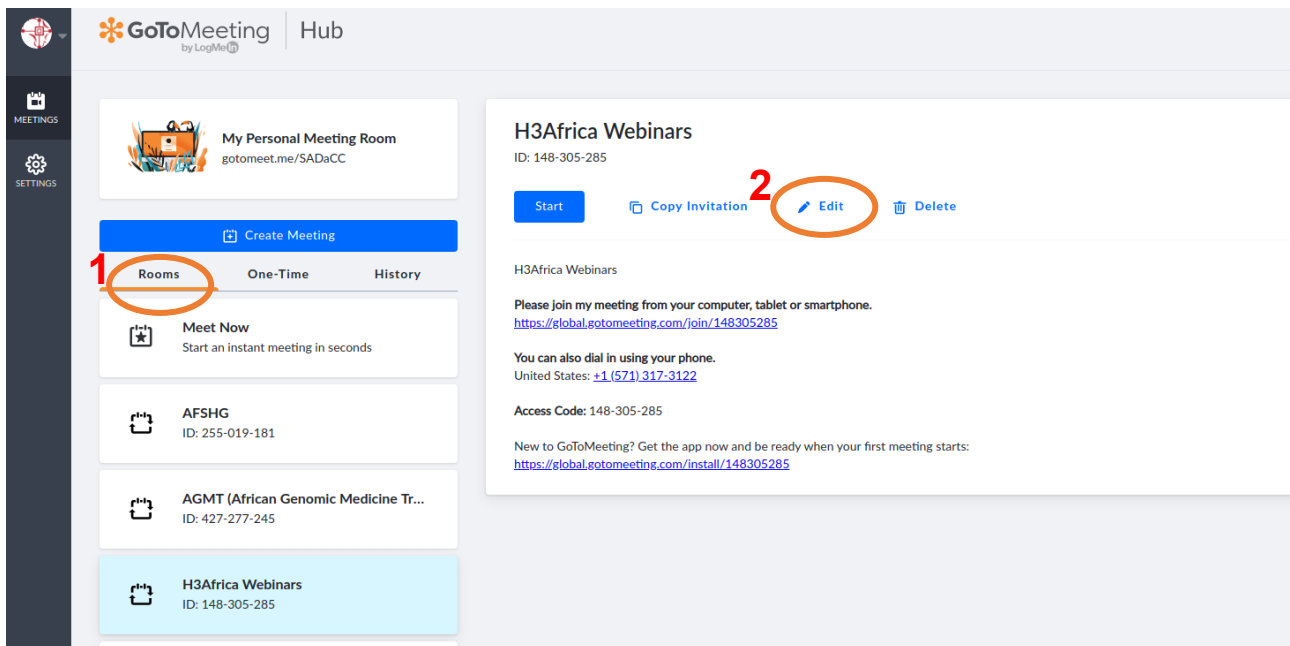 GoToMeeting Hub
by LogMeIn
MEETINGS
SETTINGS
My Personal Meeting Room
gotomeet.me/SADaCC
Create Meeting
1
Rooms One-Time History
Meet Now
Start an instant meeting in seconds
AFSHG
ID: 255-019-181
AGMT (African Genomic Medicine Tr...
ID: 427-277-245
H3Africa Webinars
ID: 148-305-285
H3Africa Webinars
ID: 148-305-285
2
Start Copy Invitation Edit Delete
H3Africa Webinars
Please join my meeting from your computer, tablet or smartphone.
https://global.gotomeeting.com/join/148305285
You can also dial in using your phone.
United States: +1 (571) 317-3122
Access Code: 148-305-285
New to GoToMeeting? Get the app now and be ready when your first meeting starts:
https://global.gotomeeting.com/install/148305285